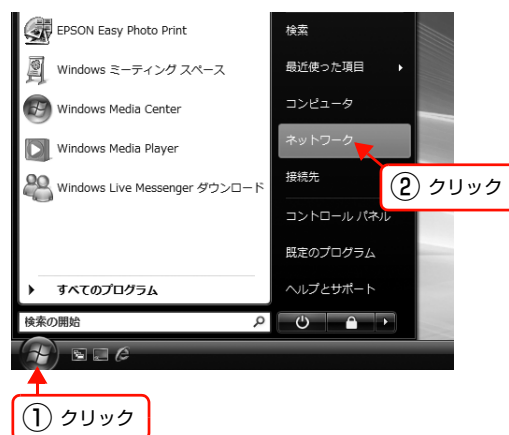 EPSON Easy Photo Print
Windows ミーティング スペース
Windows Media Center
Windows Media Player
Windows Live Messenger ダウンロード
すべてのプログラム
検索の開始
検索
最近使った項目
コンピュータ
ネットワーク
接続先
コントロール パネル
既定のプログラム
ヘルプとサポート
② クリック
① クリック